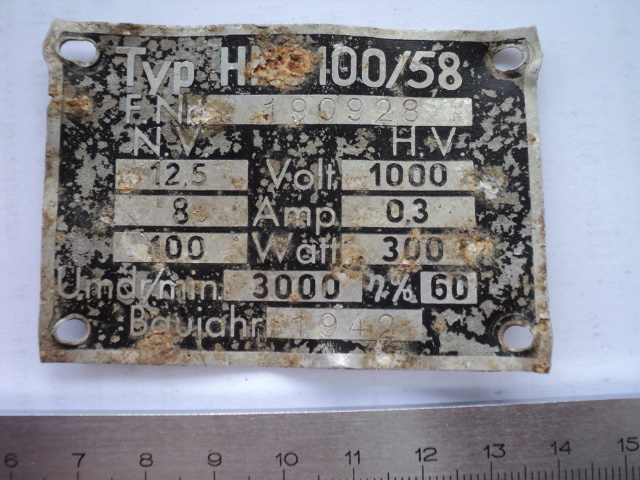 Typ H. 100/58
F. Nr. 190928
N.V. H.V.
12,5 Volt 1000
8 Amp. 0,3
100 Watt 300
Umdr/min. 3000 η% 60
Baujahr 1942
6 7 8 9 10 11 12 13 14 15